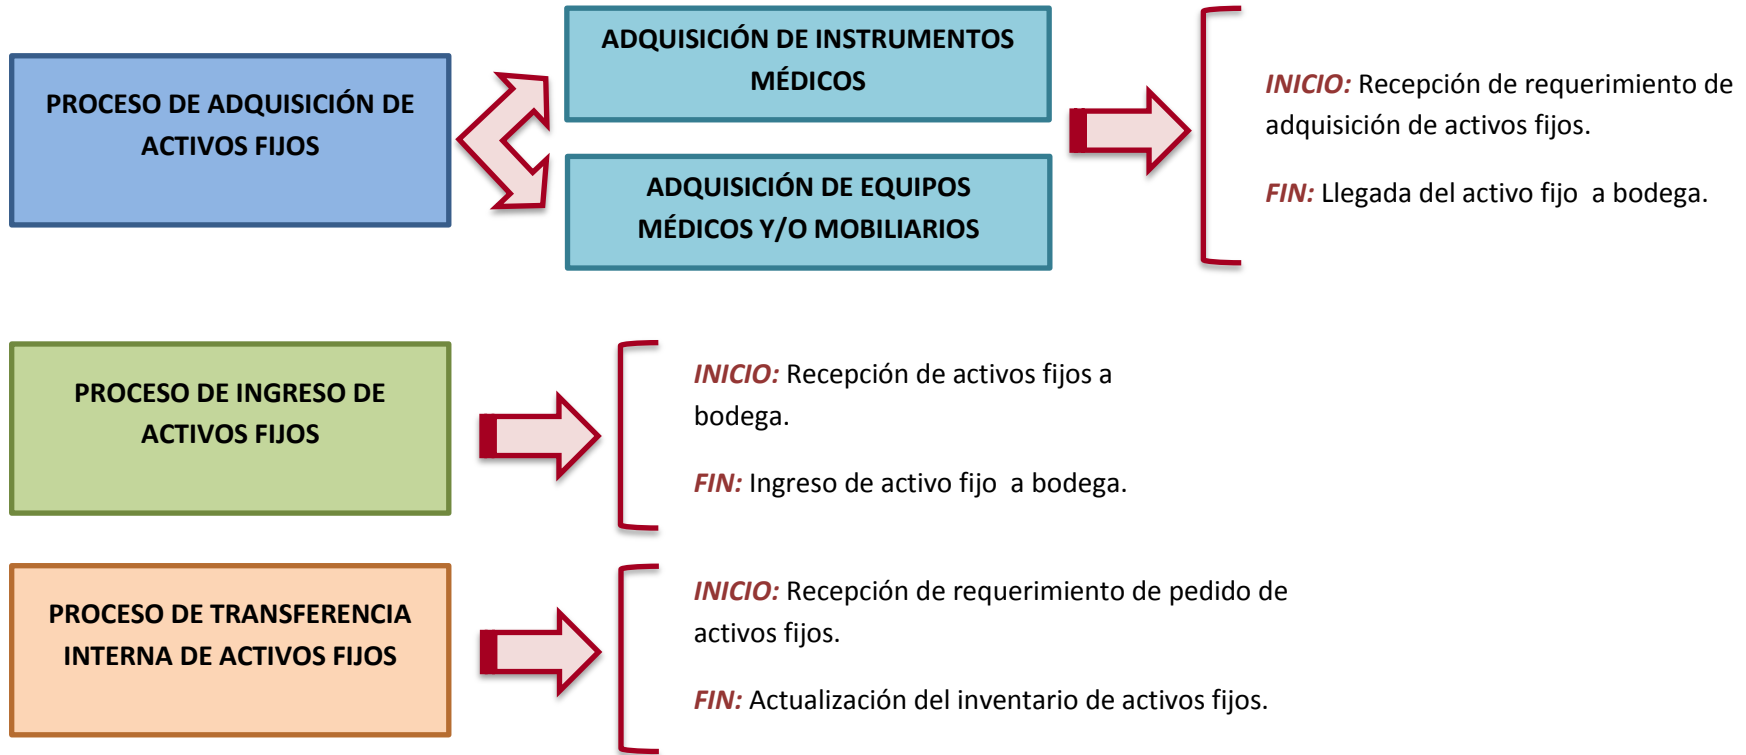 PROCESO DE ADQUISICIÓN DE
ACTIVOS FIJOS
ADQUISICIÓN DE INSTRUMENTOS
MÉDICOS
ADQUISICIÓN DE EQUIPOS
MÉDICOS Y/O MOBILIARIOS
INICIO: Recepción de requerimiento de
adquisición de activos fijos.
FIN: Llegada del activo fijo  a bodega.
PROCESO DE INGRESO DE
ACTIVOS FIJOS
INICIO: Recepción de activos fijos a
bodega.
FIN: Ingreso de activo fijo  a bodega.
PROCESO DE TRANSFERENCIA
INTERNA DE ACTIVOS FIJOS
INICIO: Recepción de requerimiento de pedido de
activos fijos.
FIN: Actualización del inventario de activos fijos.